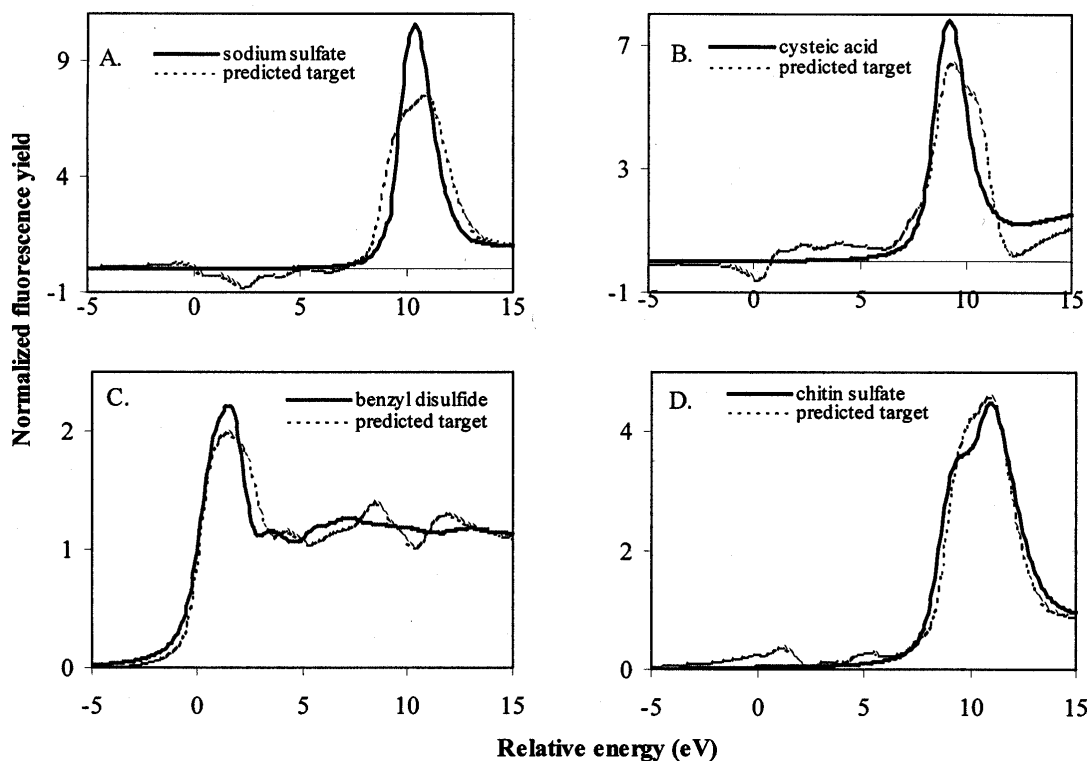 Normalized fluorescence yield
A.
sodium sulfate
predicted target
9
4
-1
-5 0 5 10 15
B.
cysteic acid
predicted target
7
3
-1
-5 0 5 10 15
C.
benzyl disulfide
predicted target
2
1
0
-5 0 5 10 15
D.
chitin sulfate
predicted target
4
2
0
-5 0 5 10 15
Relative energy (eV)